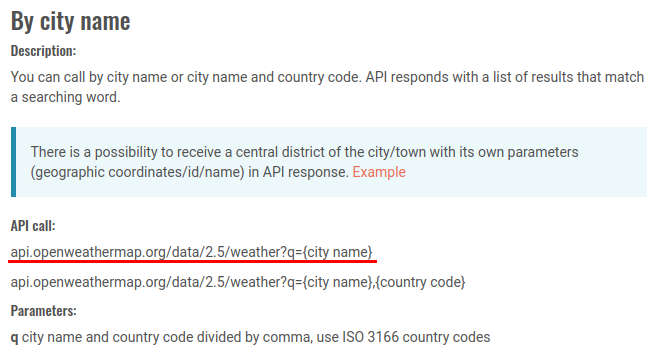 By city name
Description:
You can call by city name or city name and country code. API responds with a list of results that match
a searching word.
There is a possibility to receive a central district of the city/town with its own parameters
(geographic coordinates/id/name) in API response. Example
API call:
api.openweathermap.org/data/2.5/weather?q={city name}
api.openweathermap.org/data/2.5/weather?q={city name},{country code}
Parameters:
q city name and country code divided by comma, use ISO 3166 country codes